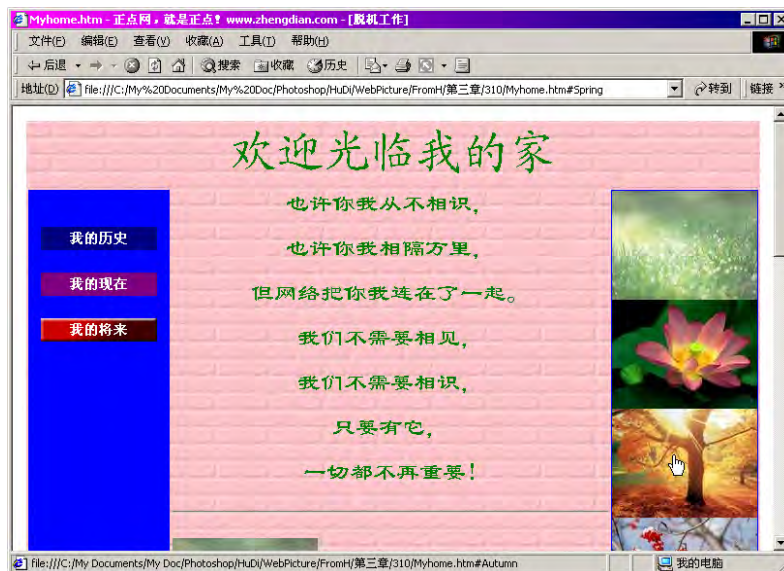 Myhome.htm - 正点网，就是正点! www.zhengdian.com - [脱机工作]
文件(F) 编辑(E) 查看(V) 收藏(A) 工具(T) 帮助(H)
后退 搜索 收藏 历史
地址(D) file:///C:/My%20Documents/My%20Doc/Photoshop/HuDi/WebPicture/FromH/第三章/310/Myhome.htm#Spring 转到 链接 »
欢迎光临我的家
我的历史
我的现在
我的将来
也许你我从不相识，
也许你我相隔万里，
但网络把你我连在了一起。
我们不需要相见，
我们不需要相识，
只要有它，
一切都不再重要！
file:///C:/My Documents/My Doc/Photoshop/HuDi/WebPicture/FromH/第三章/310/Myhome.htm#Autumn 我的电脑